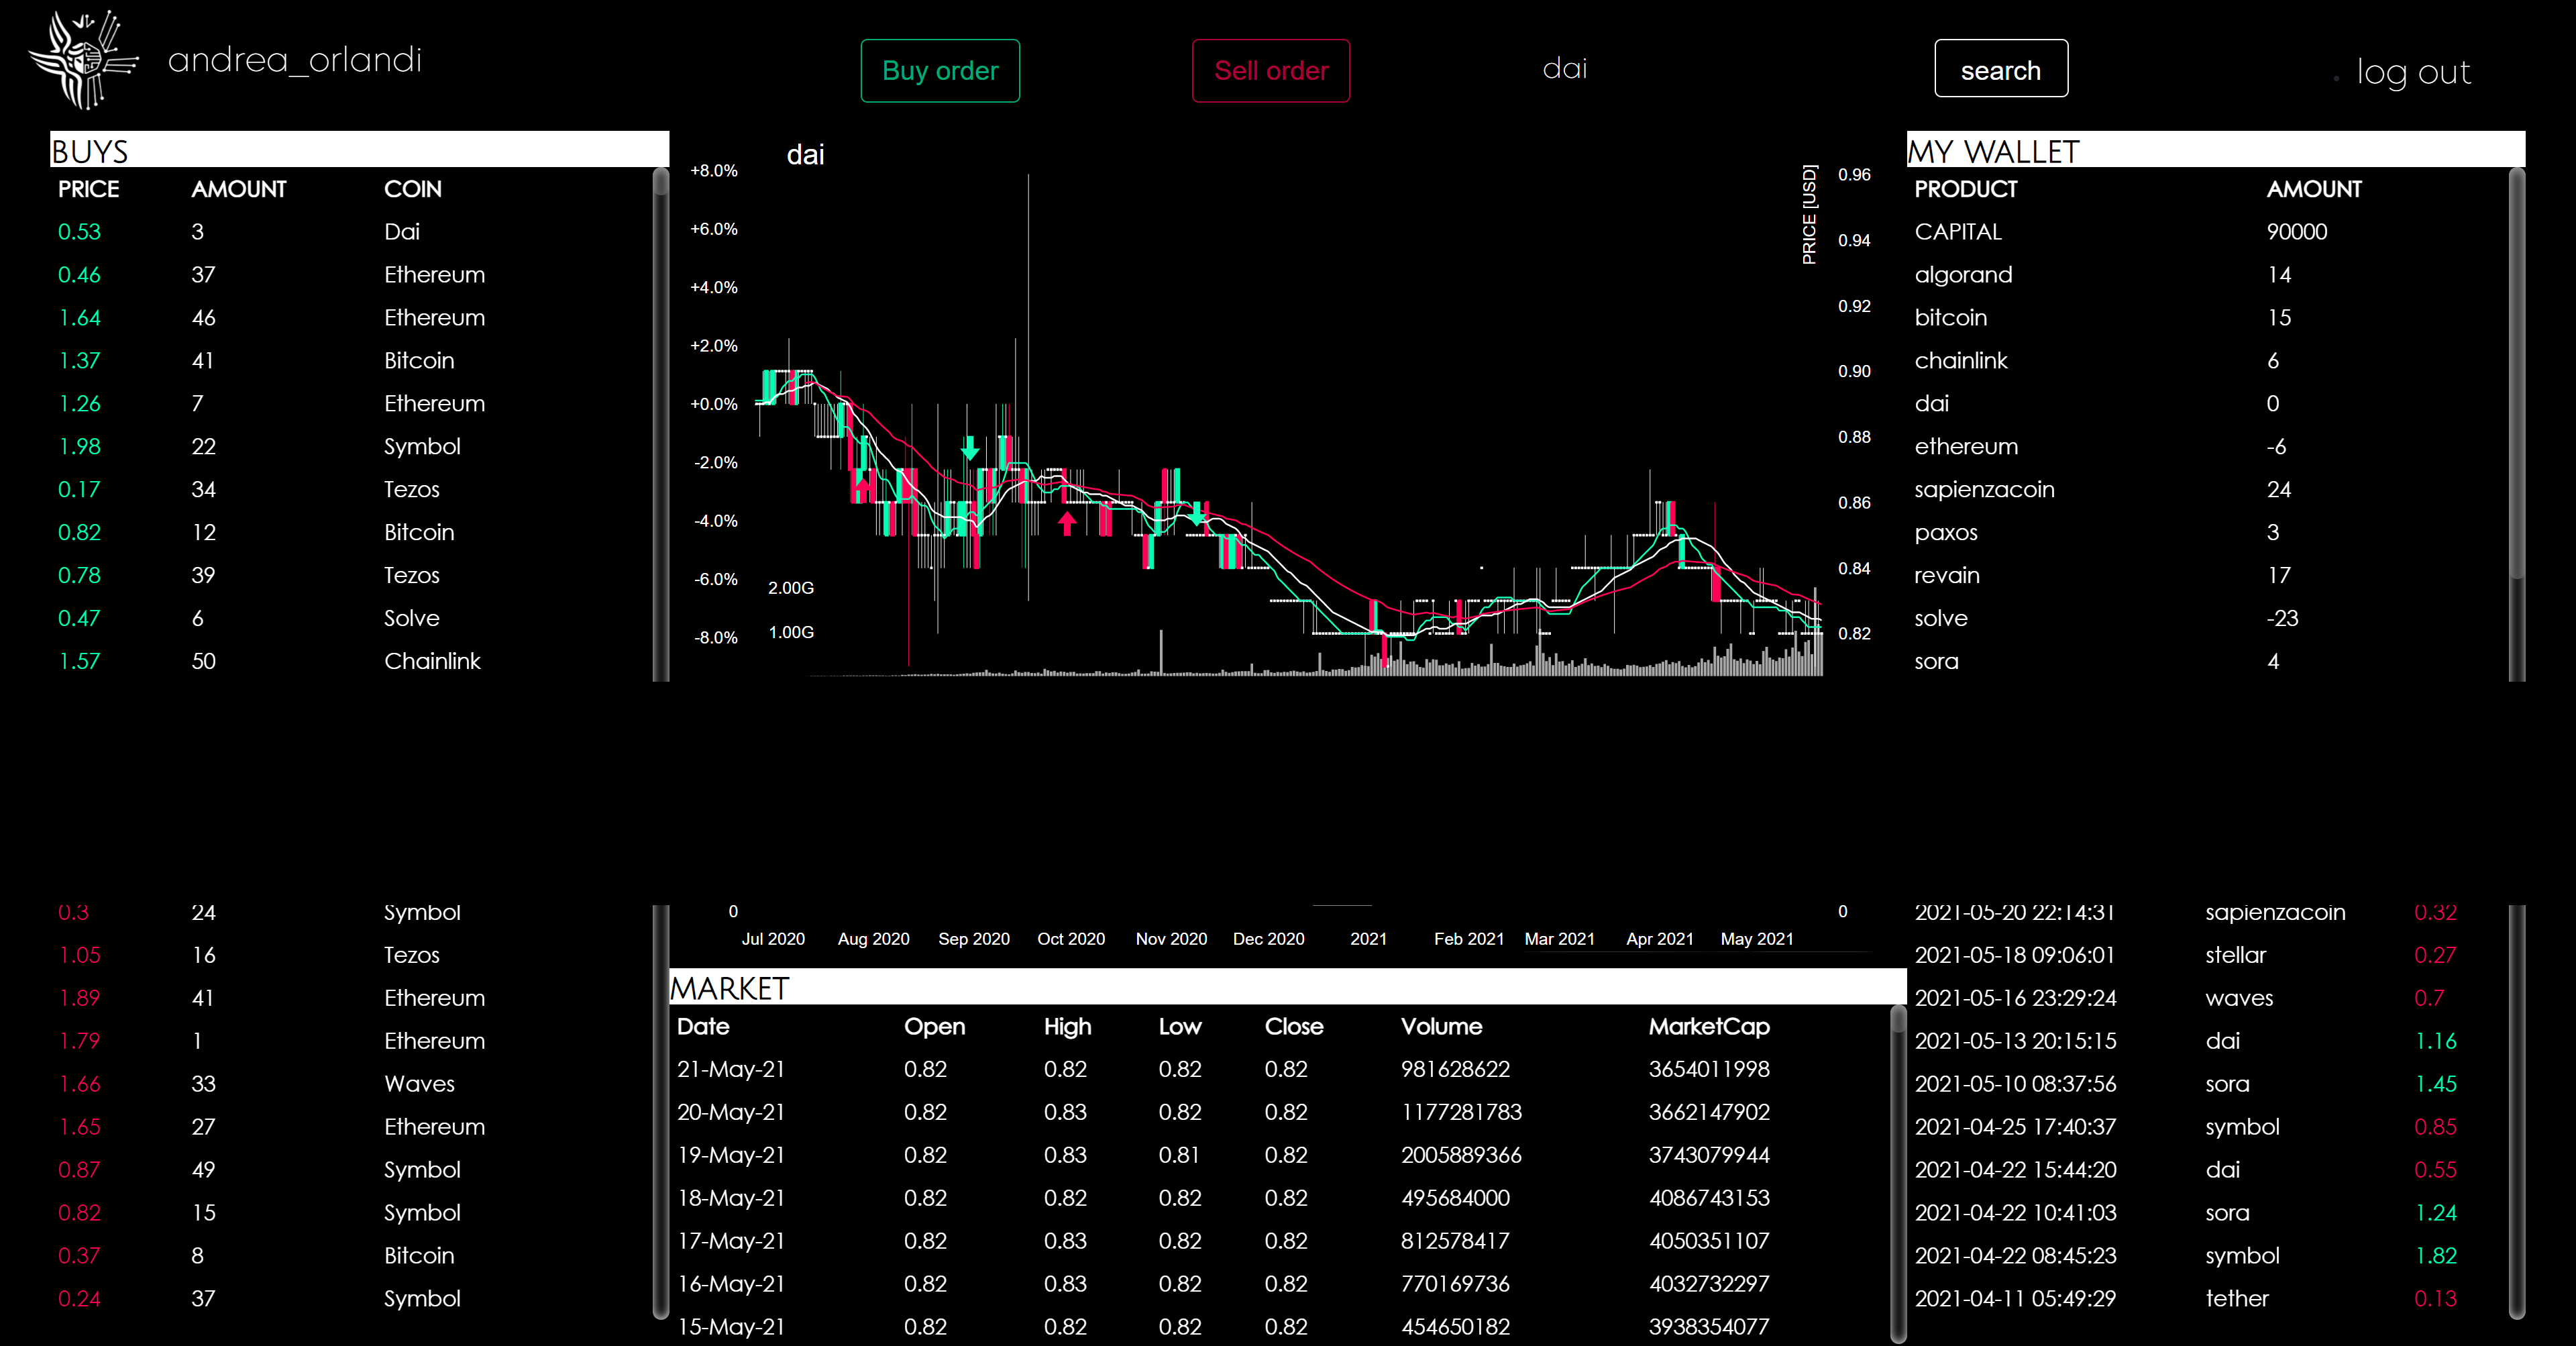 andrea_orlandi
Buy order
Sell order
dai
search
log out
BUYS
PRICE AMOUNT COIN
0.53 3 Dai
0.46 37 Ethereum
1.64 46 Ethereum
1.37 41 Bitcoin
1.26 7 Ethereum
1.98 22 Symbol
0.17 34 Tezos
0.82 12 Bitcoin
0.78 39 Tezos
0.47 6 Solve
1.57 50 Chainlink
dai
+8.0%
+6.0%
+4.0%
+2.0%
+0.0%
-2.0%
-4.0%
-6.0%
-8.0%
2.00G
1.00G
PRICE [USD]
0.96
0.94
0.92
0.90
0.88
0.86
0.84
0.82
MY WALLET
PRODUCT AMOUNT
CAPITAL 90000
algorand 14
bitcoin 15
chainlink 6
dai 0
ethereum -6
sapienzacoin 24
paxos 3
revain 17
solve -23
sora 4
0.3 24 Symbol
1.05 16 Tezos
1.89 41 Ethereum
1.79 1 Ethereum
1.66 33 Waves
1.65 27 Ethereum
0.87 49 Symbol
0.82 15 Symbol
0.37 8 Bitcoin
0.24 37 Symbol
0 0
Jul 2020 Aug 2020 Sep 2020 Oct 2020 Nov 2020 Dec 2020 2021 Feb 2021 Mar 2021 Apr 2021 May 2021
MARKET
Date Open High Low Close Volume MarketCap
21-May-21 0.82 0.82 0.82 0.82 981628622 3654011998
20-May-21 0.82 0.83 0.82 0.82 1177281783 3662147902
19-May-21 0.82 0.83 0.81 0.82 2005889366 3743079944
18-May-21 0.82 0.82 0.82 0.82 495684000 4086743153
17-May-21 0.82 0.83 0.82 0.82 812578417 4050351107
16-May-21 0.82 0.83 0.82 0.82 770169736 4032732297
15-May-21 0.82 0.82 0.82 0.82 454650182 3938354077
2021-05-20 22:14:31 sapienzacoin 0.32
2021-05-18 09:06:01 stellar 0.27
2021-05-16 23:29:24 waves 0.7
2021-05-13 20:15:15 dai 1.16
2021-05-10 08:37:56 sora 1.45
2021-04-25 17:40:37 symbol 0.85
2021-04-22 15:44:20 dai 0.55
2021-04-22 10:41:03 sora 1.24
2021-04-22 08:45:23 symbol 1.82
2021-04-11 05:49:29 tether 0.13